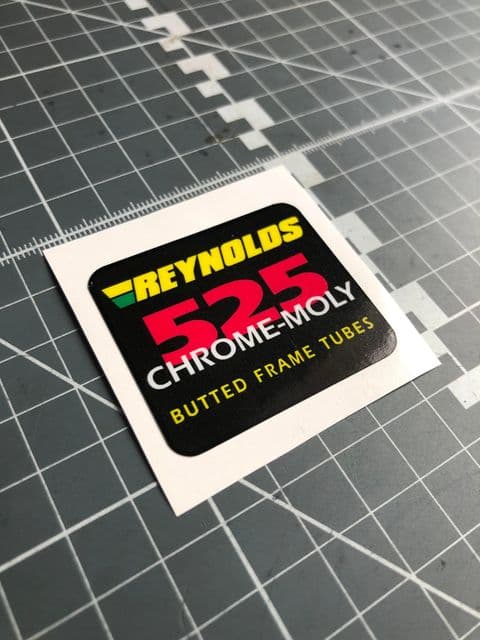 REYNOLDS
525
CHROME-MOLY
BUTTED FRAME TUBES